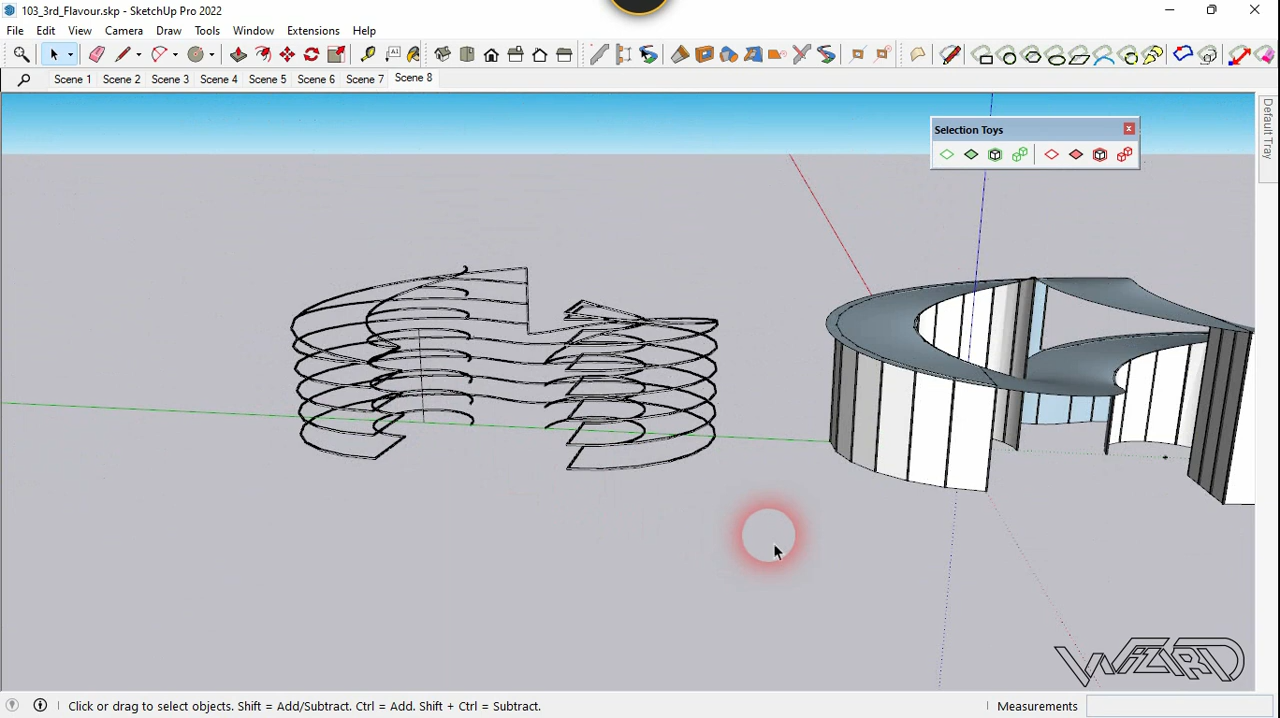 103_3rd_Flavour.skp - SketchUp Pro 2022
File Edit View Camera Draw Tools Window Extensions Help
Scene 1 Scene 2 Scene 3 Scene 4 Scene 5 Scene 6 Scene 7 Scene 8
Default Tray
Selection Toys
WIZARD
Click or drag to select objects. Shift = Add/Subtract. Ctrl = Add. Shift + Ctrl = Subtract.
Measurements